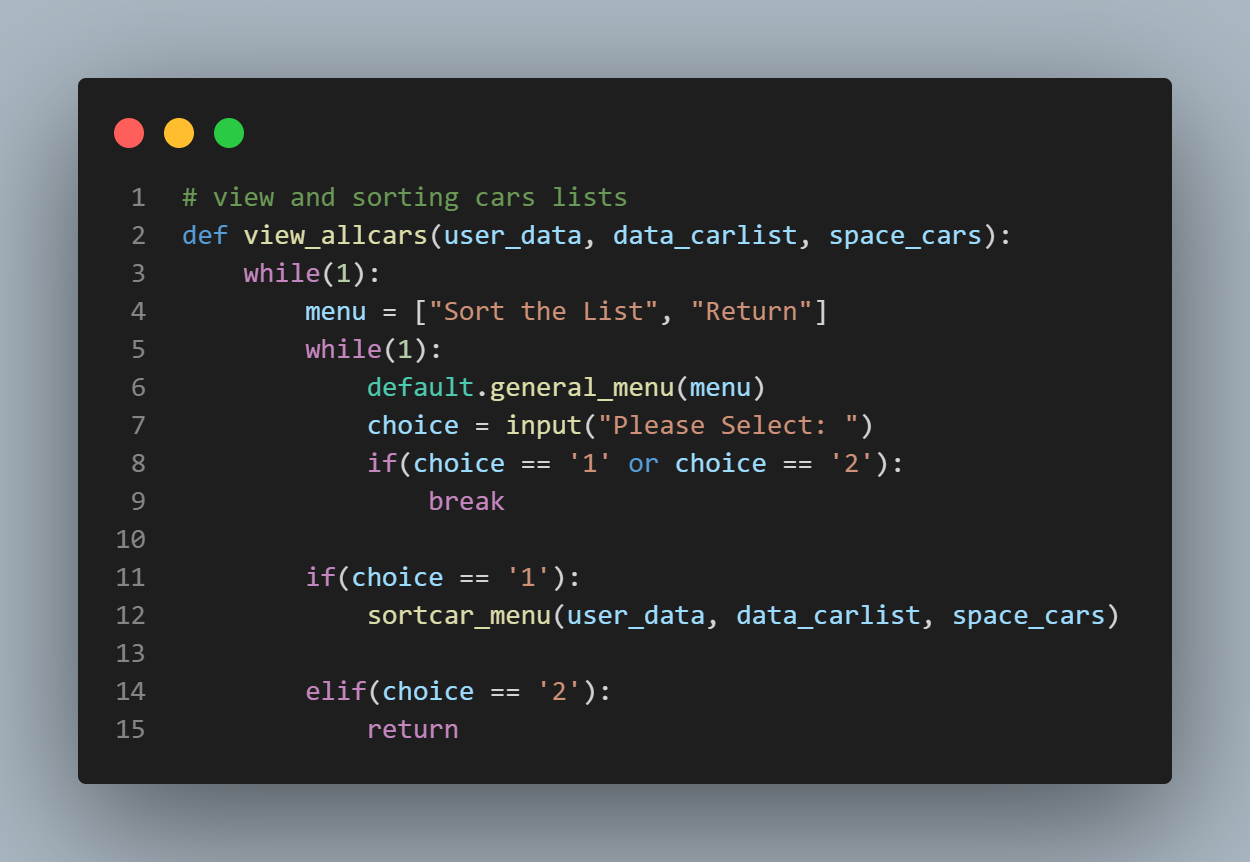 1 # view and sorting cars lists
2 def view_allcars(user_data, data_carlist, space_cars):
3     while(1):
4         menu = ["Sort the List", "Return"]
5         while(1):
6             default.general_menu(menu)
7             choice = input("Please Select: ")
8             if(choice == '1' or choice == '2'):
9                 break
10
11         if(choice == '1'):
12             sortcar_menu(user_data, data_carlist, space_cars)
13
14         elif(choice == '2'):
15             return